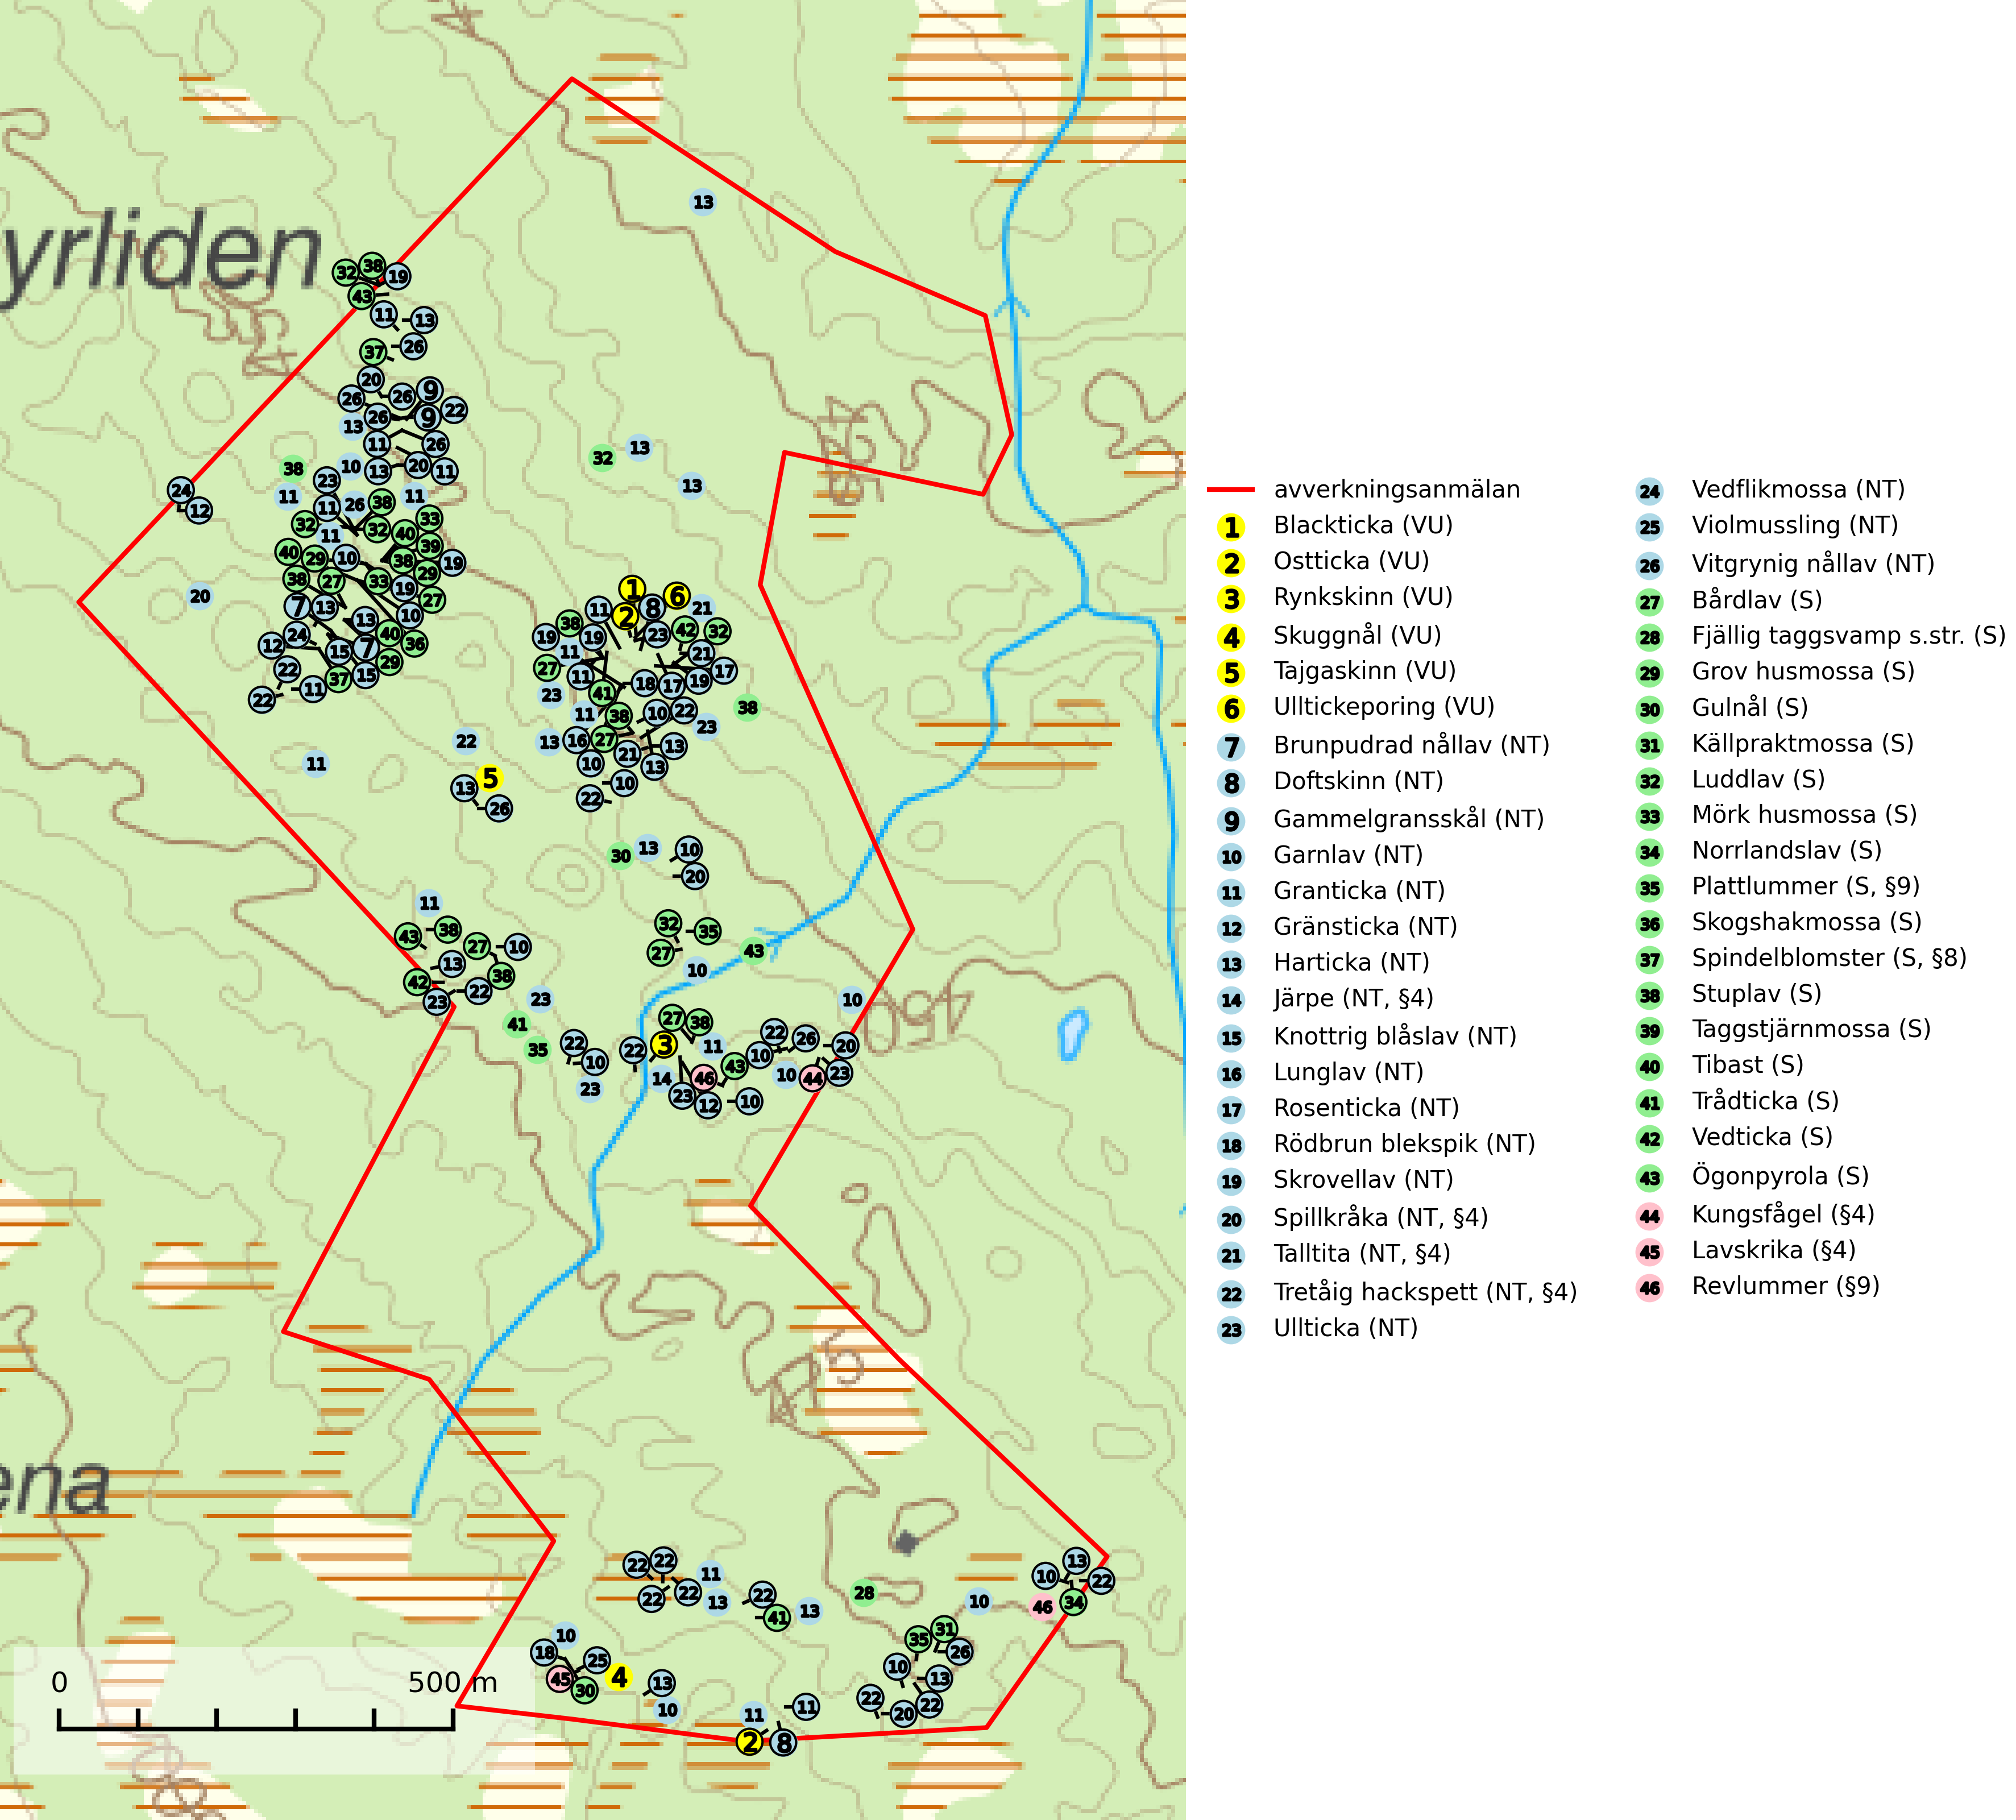 yrliden
ena
450
0 500 m
avverkningsanmälan
1 Blackticka (VU)
2 Ostticka (VU)
3 Rynkskinn (VU)
4 Skuggnål (VU)
5 Tajgaskinn (VU)
6 Ulltickeporing (VU)
7 Brunpudrad nållav (NT)
8 Doftskinn (NT)
9 Gammelgransskål (NT)
10 Garnlav (NT)
11 Granticka (NT)
12 Gränsticka (NT)
13 Harticka (NT)
14 Järpe (NT, §4)
15 Knottrig blåslav (NT)
16 Lunglav (NT)
17 Rosenticka (NT)
18 Rödbrun blekspik (NT)
19 Skrovellav (NT)
20 Spillkråka (NT, §4)
21 Talltita (NT, §4)
22 Tretåig hackspett (NT, §4)
23 Ullticka (NT)
24 Vedflikmossa (NT)
25 Violmussling (NT)
26 Vitgrynig nållav (NT)
27 Bårdlav (S)
28 Fjällig taggsvamp s.str. (S)
29 Grov husmossa (S)
30 Gulnål (S)
31 Källpraktmossa (S)
32 Luddlav (S)
33 Mörk husmossa (S)
34 Norrlandslav (S)
35 Plattlummer (S, §9)
36 Skogshakmossa (S)
37 Spindelblomster (S, §8)
38 Stuplav (S)
39 Taggstjärnmossa (S)
40 Tibast (S)
41 Trådticka (S)
42 Vedticka (S)
43 Ögonpyrola (S)
44 Kungsfågel (§4)
45 Lavskrika (§4)
46 Revlummer (§9)